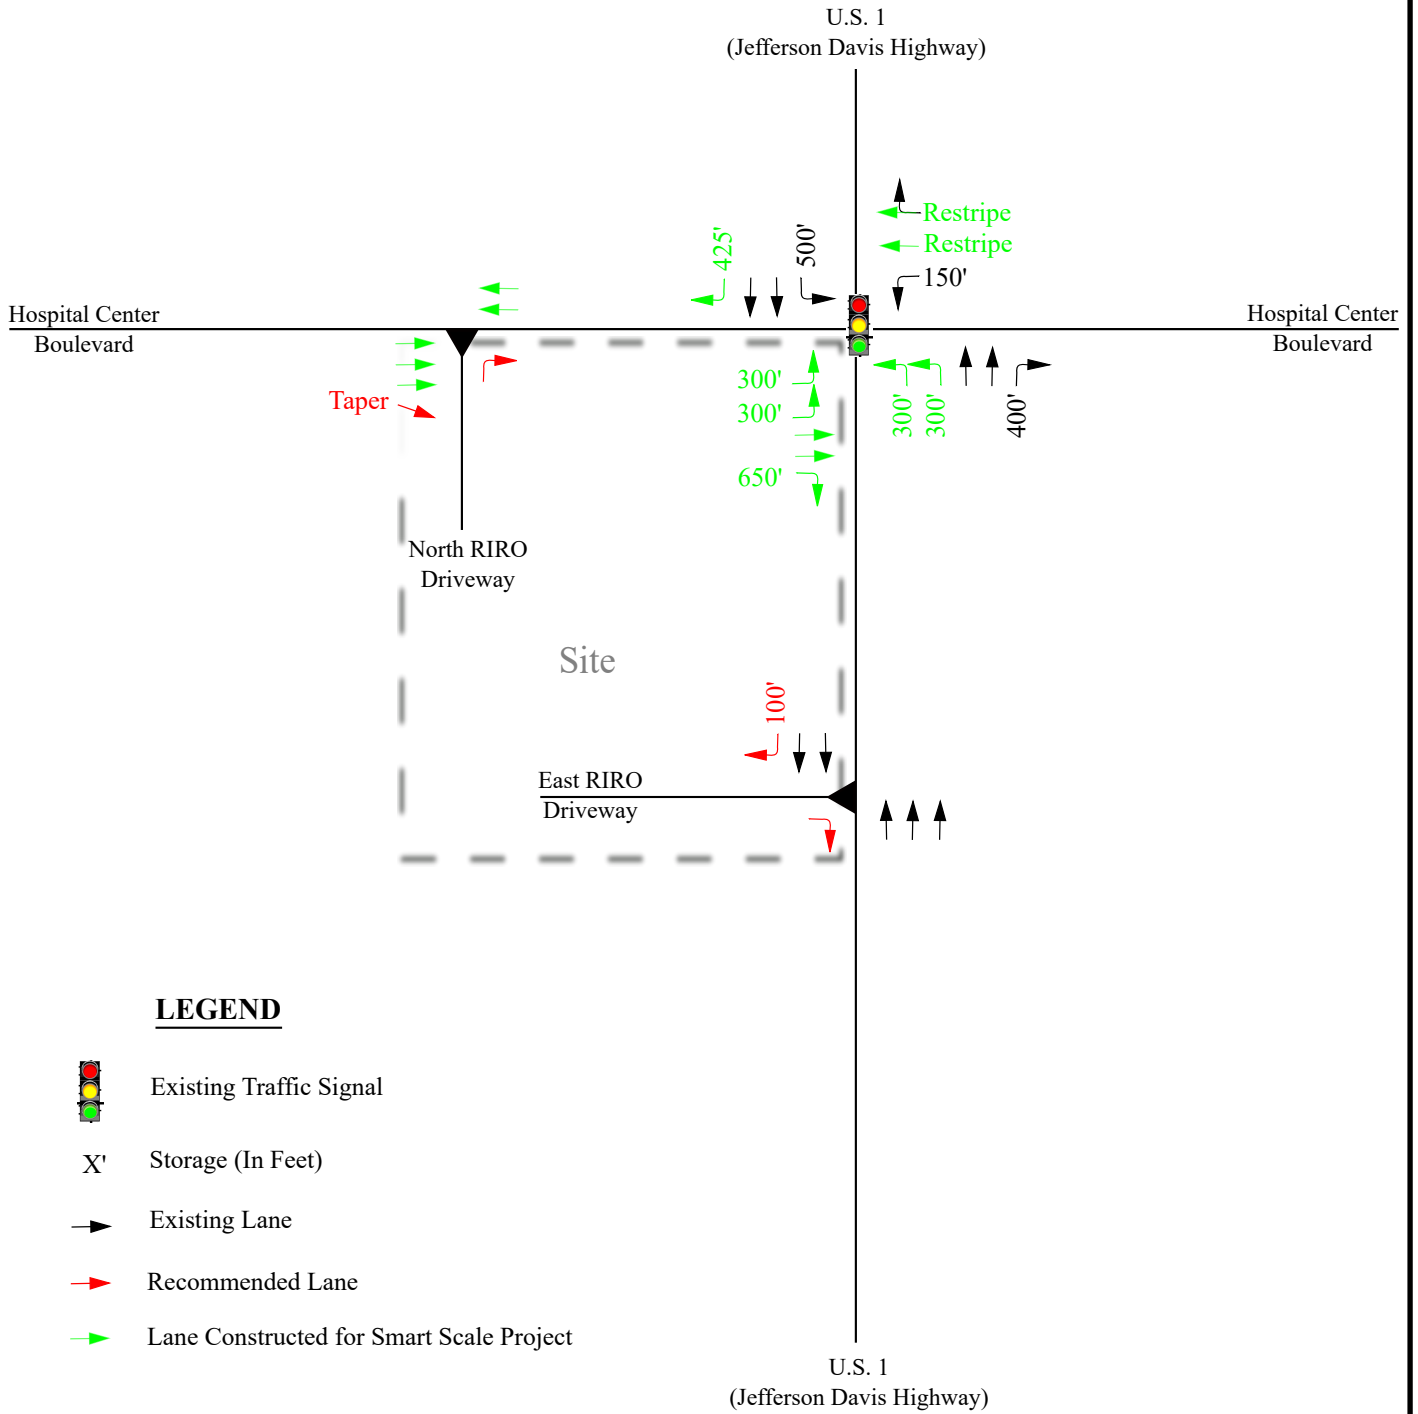 U.S. 1
(Jefferson Davis Highway)
Restripe
Restripe
150'
425'
500'
Hospital Center
Boulevard
Hospital Center
Boulevard
Taper
300'
300'
650'
300'
300'
400'
North RIRO
Driveway
Site
100'
East RIRO
Driveway
LEGEND
Existing Traffic Signal
X' Storage (In Feet)
Existing Lane
Recommended Lane
Lane Constructed for Smart Scale Project
U.S. 1
(Jefferson Davis Highway)